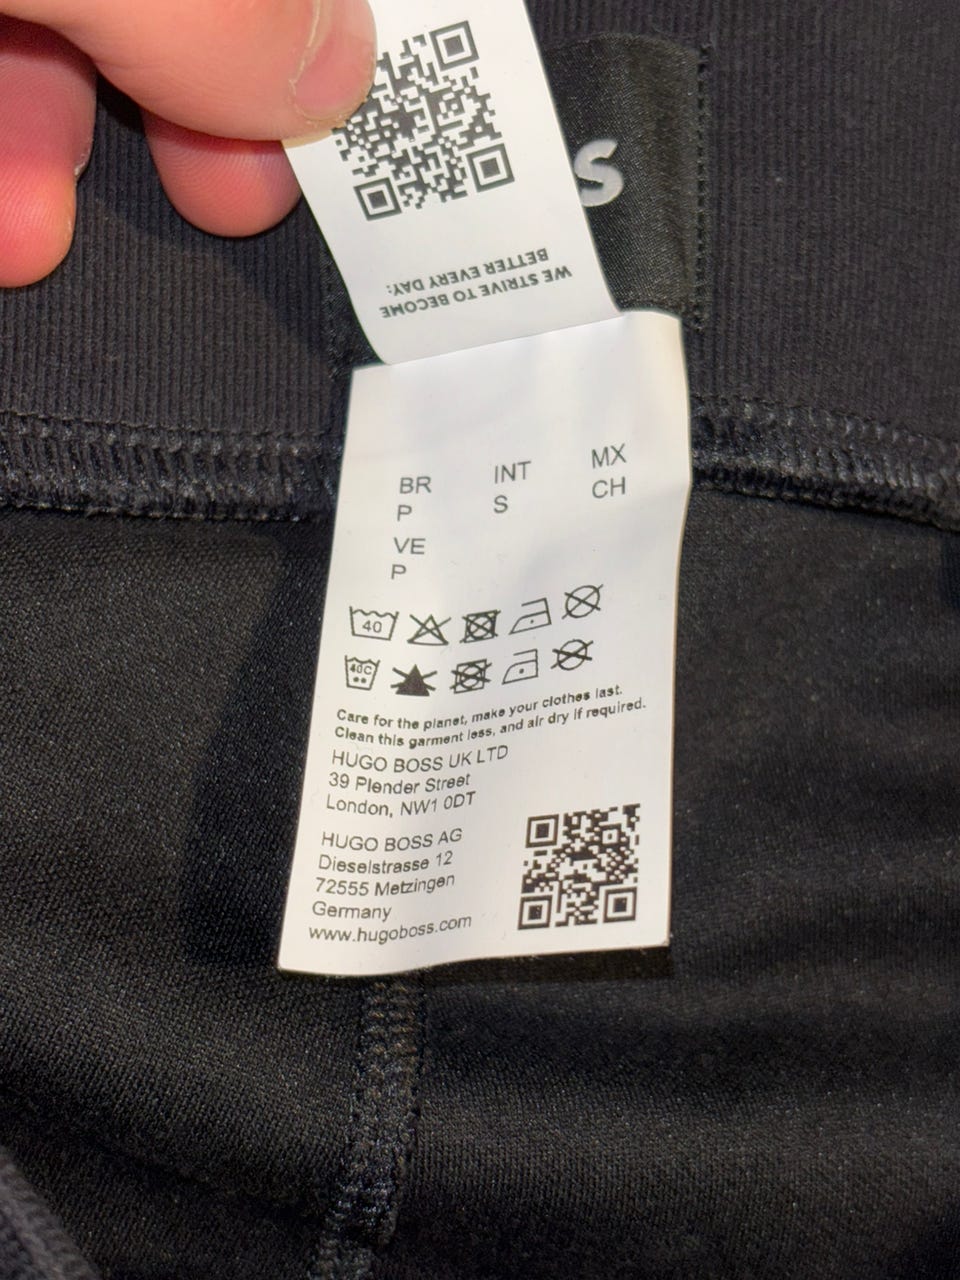 S
WE STRIVE TO BECOME
BETTER EVERY DAY:
BR INT MX
P S CH
VE
P
40
40C
Care for the planet, make your clothes last.
Clean this garment less, and air dry if required.
HUGO BOSS UK LTD
39 Plender Street
London, NW1 0DT
HUGO BOSS AG
Dieselstrasse 12
72555 Metzingen
Germany
www.hugoboss.com